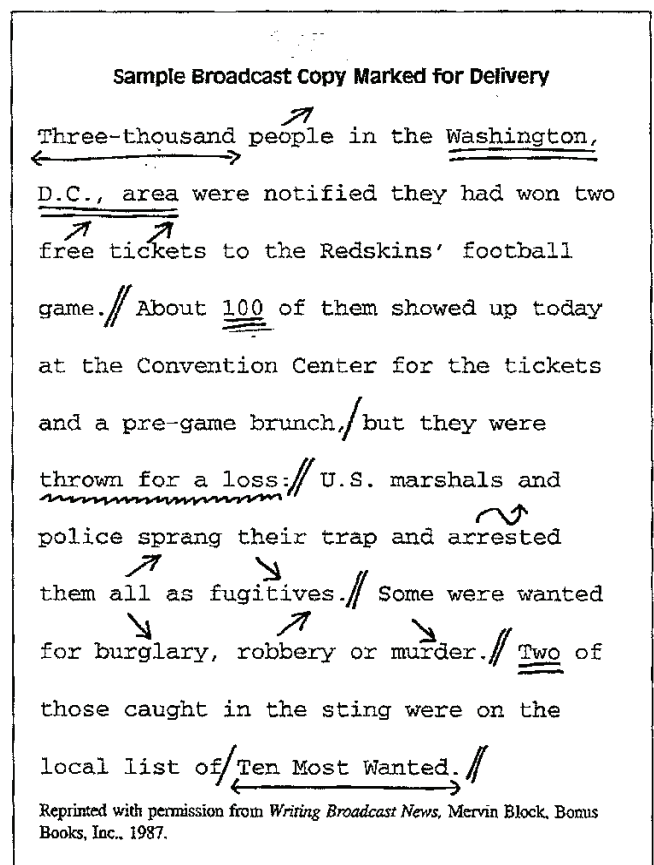 Sample Broadcast Copy Marked for Delivery
Three-thousand people in the Washington,
D.C., area were notified they had won two
free tickets to the Redskins' football
game.// About 100 of them showed up today
at the Convention Center for the tickets
and a pre-game brunch,/ but they were
thrown for a loss:// U.S. marshals and
police sprang their trap and arrested
them all as fugitives.// Some were wanted
for burglary, robbery or murder.// Two of
those caught in the sting were on the
local list of/ Ten Most Wanted.//
Reprinted with permission from Writing Broadcast News, Mervin Block, Bonus
Books, Inc., 1987.